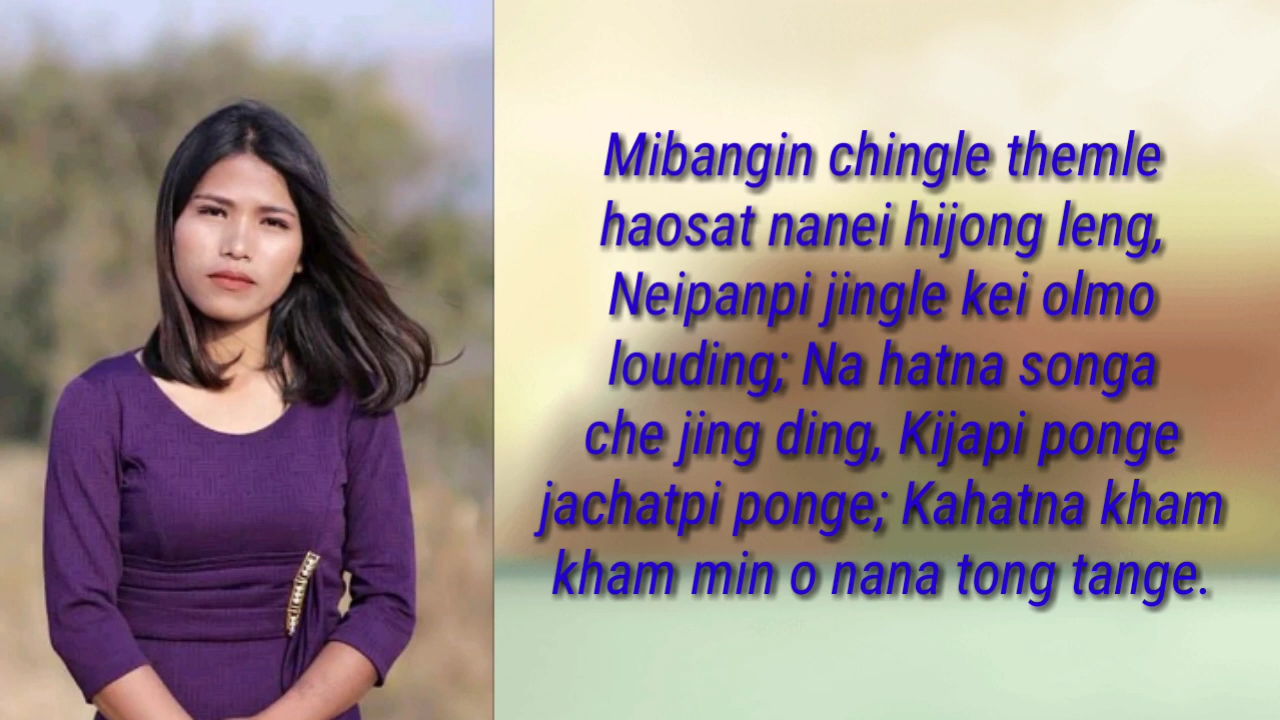 Mibangin chingle themle
haosat nanei hijong leng,
Neipanpi jingle kei olmo
louding; Na hatna songa
che jing ding, Kijapi ponge
jachatpi ponge; Kahatna kham
kham min o nana tong tange.